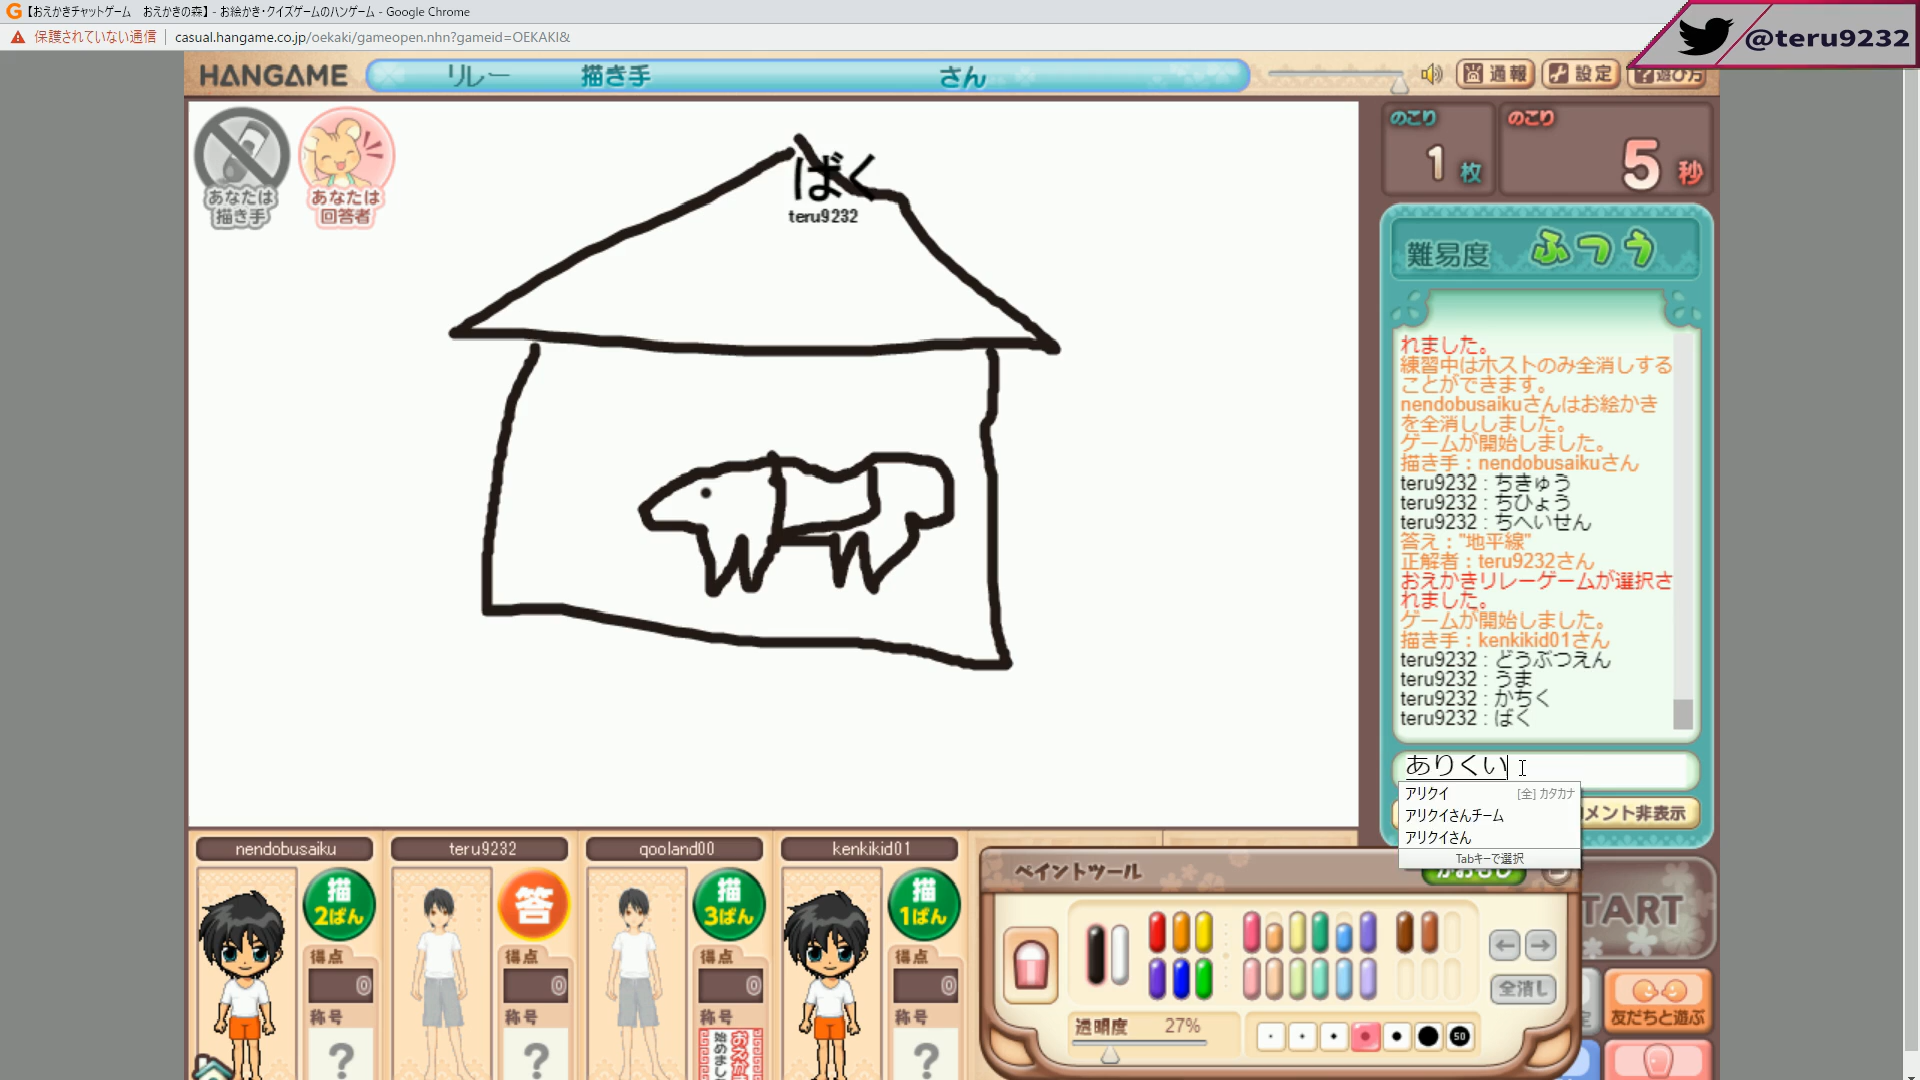 【おえかきチャットゲーム　おえかきの森】 - お絵かき・クイズゲームのハンゲーム - Google Chrome
保護されていない通信
casual.hangame.co.jp/oekaki/gameopen.nhn?gameid=OEKAKI&
@teru9232
HANGAME
リレー 描き手 さん
通報
設定
遊び方
あなたは
描き手
あなたは
回答者
ばく
teru9232
のこり
1枚
のこり
5秒
難易度 ふつう
れました。
練習中はホストのみ全消しする
ことができます。
nendobusaikuさんはお絵かき
を全消ししました。
ゲームが開始しました。
描き手：nendobusaikuさん
teru9232 : ちきゅう
teru9232 : ちひょう
teru9232 : ちへいせん
答え："地平線"
正解者：teru9232さん
おえかきリレーゲームが選択さ
れました。
ゲームが開始しました。
描き手：kenkikid01さん
teru9232 : どうぶつえん
teru9232 : うま
teru9232 : かちく
teru9232 : ばく
ありくい
アリクイ [全] カタカナ
アリクイさんチーム
アリクイさん
Tabキーで選択
メント非表示
nendobusaiku
描
2ばん
得点
0
称号
?
teru9232
答
得点
0
称号
?
qooland00
描
3ばん
得点
0
称号
kenkikid01
描
1ばん
得点
0
称号
?
ペイントツール
透明度 27%
50
全消し
TART
友だちと遊ぶ